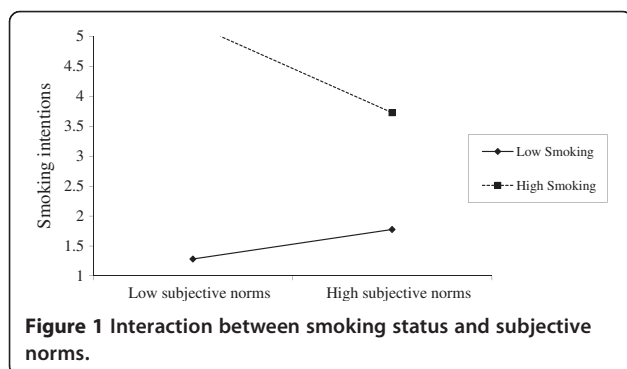 5
4.5
4
3.5
3
2.5
2
1.5
1
Smoking intentions
Low subjective norms High subjective norms
Low Smoking
High Smoking
Figure 1 Interaction between smoking status and subjective
norms.